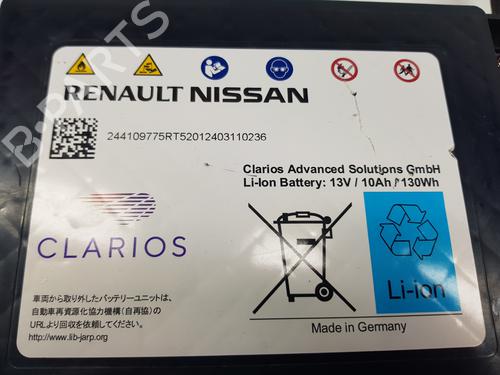 RENAULT NISSAN
244109775RT52012403110236
Clarios Advanced Solutions GmbH
Li-Ion Battery: 13V / 10Ah / 130Wh
CLARIOS
Li-ion
車両から取り外したバッテリーユニットは、
自動車再資源化協力機構(自再協)の
URLより回収を依頼してください。
http://www.lib-jarp.org
Made in Germany
B-Parts